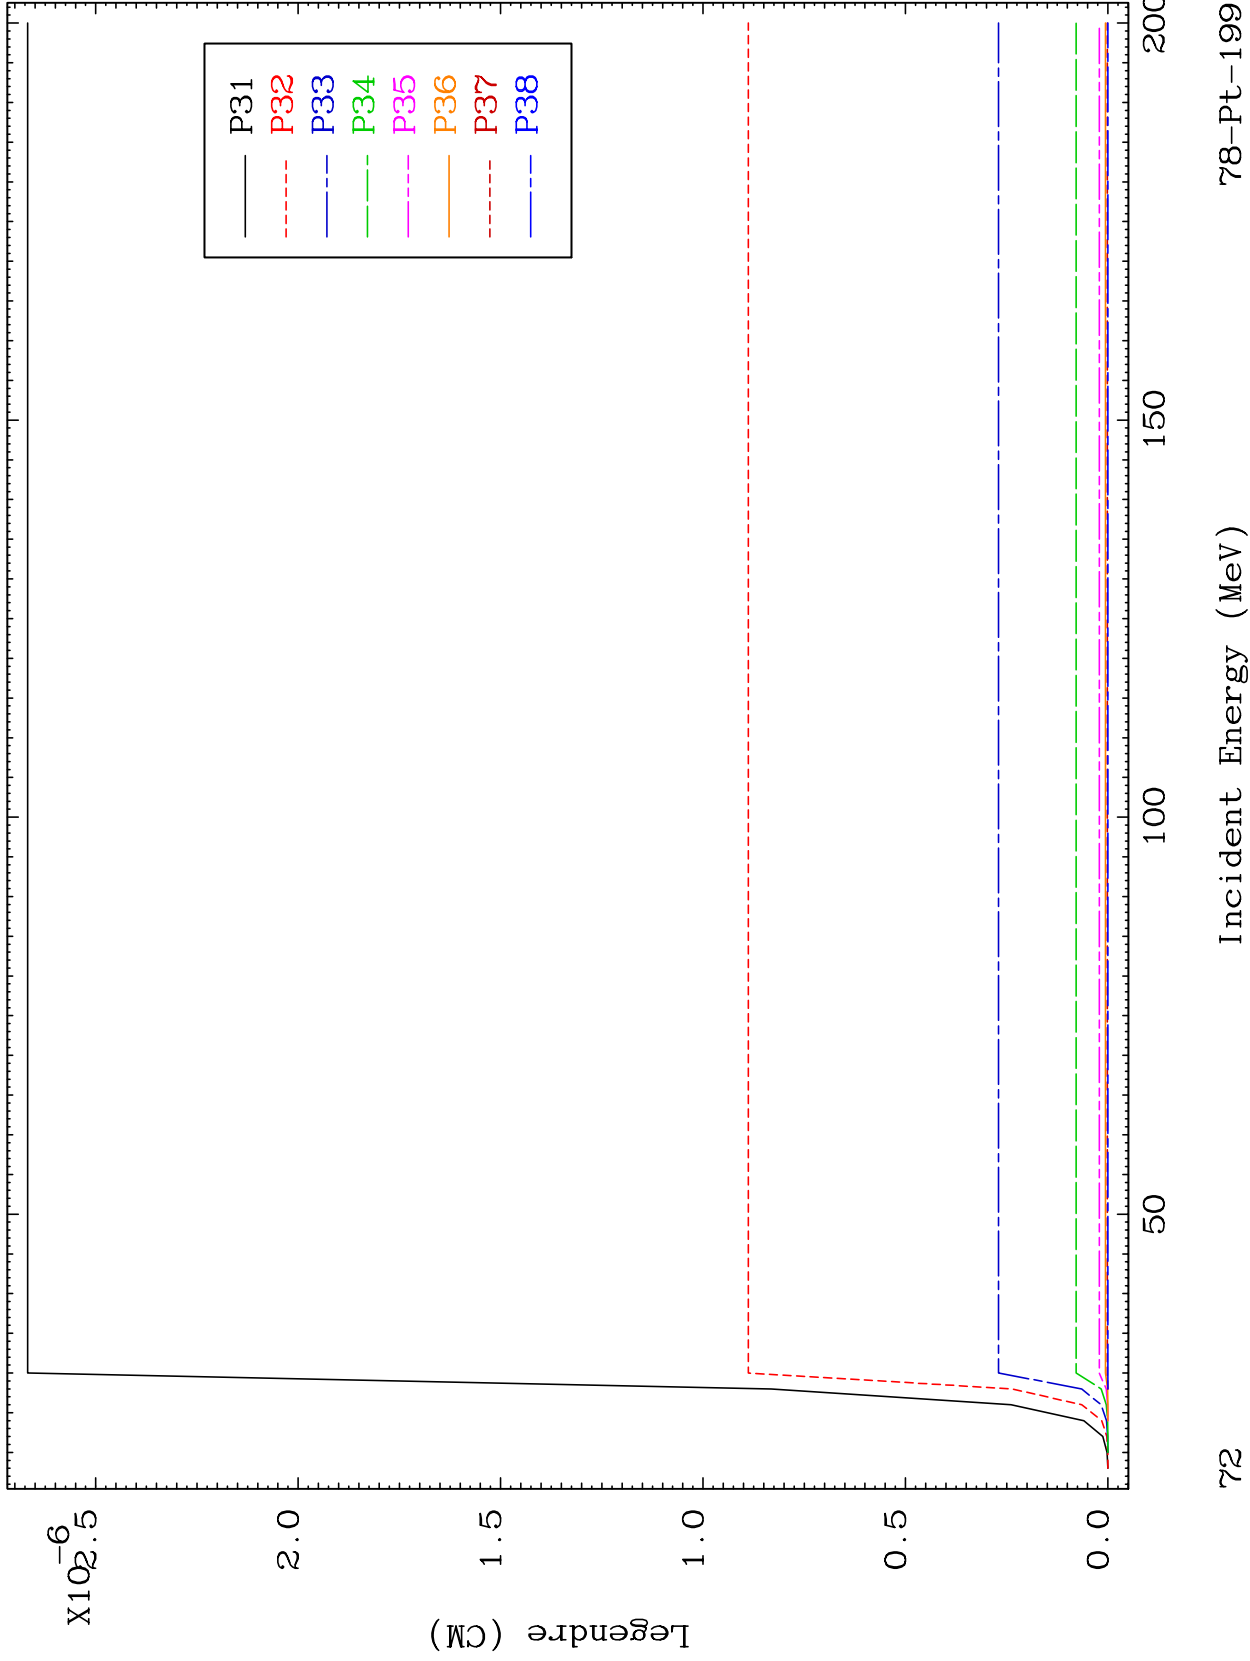 X10-6
2.5
2.0
1.5
1.0
0.5
0.0
Legendre (CM)
P31
P32
P33
P34
P35
P36
P37
P38
50
100
150
200
72
Incident Energy (MeV)
78-Pt-199